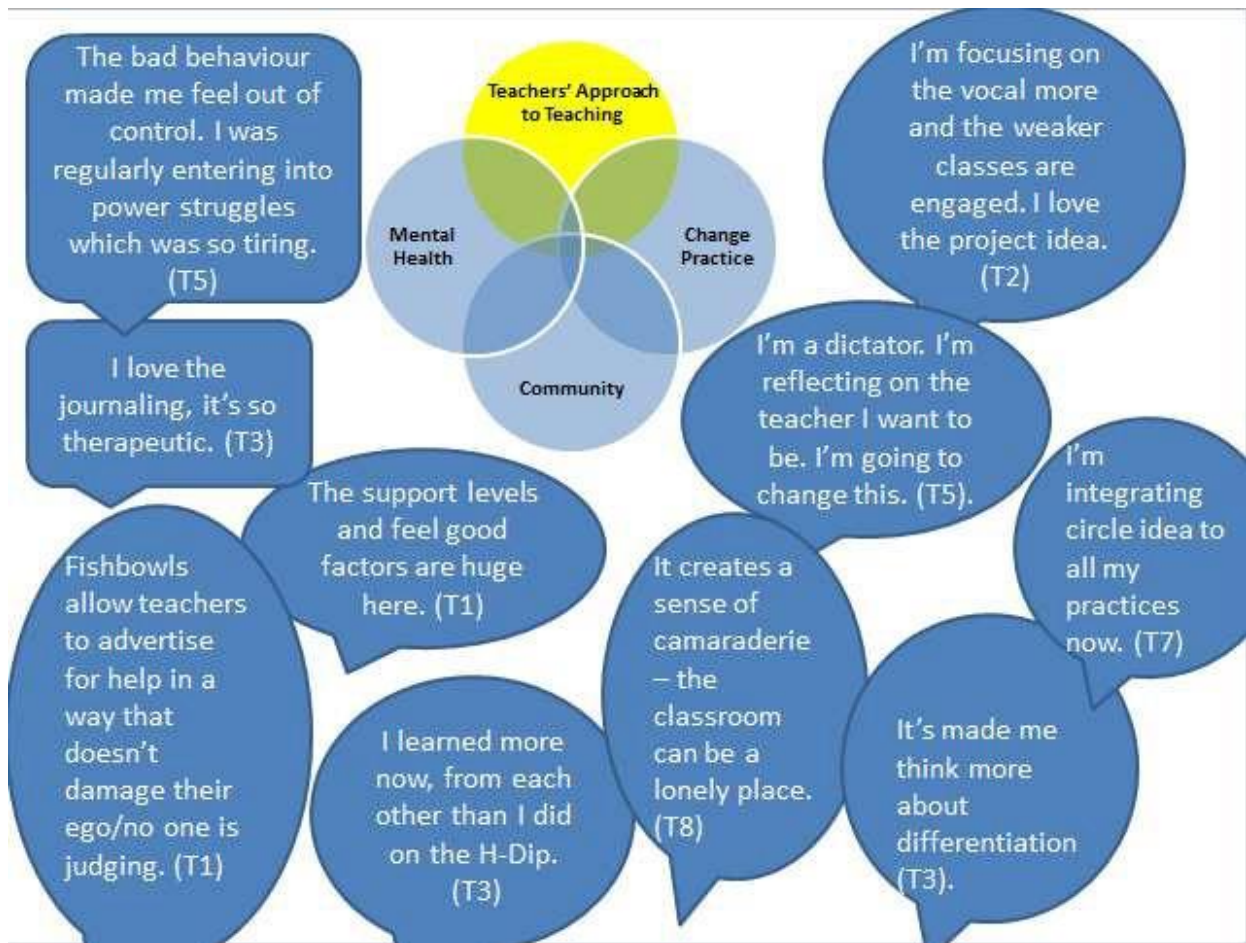 The bad behaviour
made me feel out of
control. I was
regularly entering into
power struggles
which was so tiring.
(T5)
Teachers' Approach
to Teaching
Mental
Health
Change
Practice
Community
I'm focusing on
the vocal more
and the weaker
classes are
engaged. I love
the project idea.
(T2)
I love the
journaling, it's so
therapeutic. (T3)
I'm a dictator. I'm
reflecting on the
teacher I want to
be. I'm going to
change this. (T5).
The support levels
and feel good
factors are huge
here. (T1)
I'm
integrating
circle idea to
all my
practices
now. (T7)
Fishbowls
allow teachers
to advertise
for help in a
way that
doesn't
damage their
ego/no one is
judging. (T1)
I learned more
now, from each
other than I did
on the H-Dip.
(T3)
It creates a
sense of
camaraderie
– the
classroom
can be a
lonely place.
(T8)
It's made me
think more
about
differentiation
(T3).